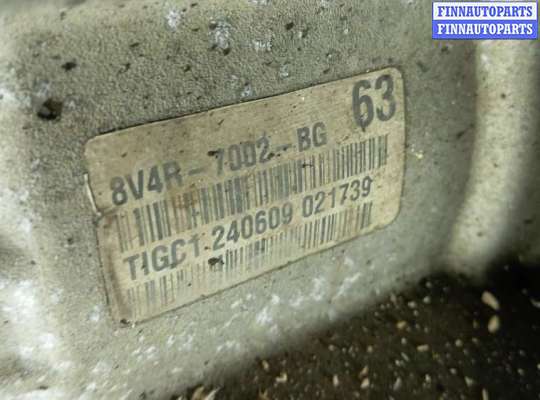 FINNAUTOPARTS
FINNAUTOPARTS
63
8V4R-7002-BG
TIGC1 240609 021739